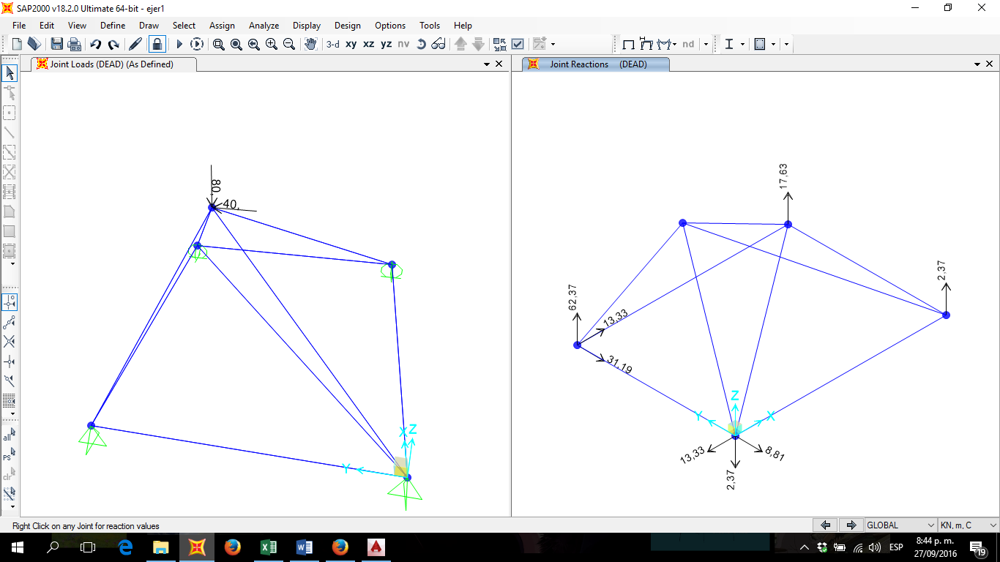 SAP2000 v18.2.0 Ultimate 64-bit - ejer1
File Edit View Define Draw Select Assign Analyze Display Design Options Tools Help
3-d xy xz yz nv nd
Joint Loads (DEAD) (As Defined)
Joint Reactions (DEAD)
all
PS
clr
80,
40,
X Z
Y
17,63
62,37
13,33
31,19
2,37
Z
Y
X
13,33
2,37
8,81
Right Click on any Joint for reaction values
GLOBAL
KN, m, C
ESP
8:44 p. m.
27/09/2016
19